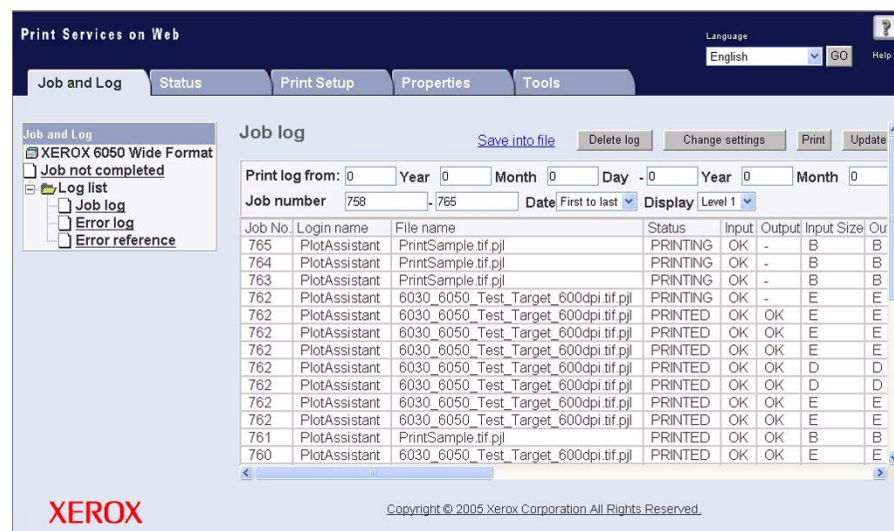 Print Services on Web
Language
English GO Help
Job and Log Status Print Setup Properties Tools
Job and Log
XEROX 6050 Wide Format
Job not completed
Log list
Job log
Error log
Error reference
Job log
Save into file Delete log Change settings Print Update
Print log from: 0 Year 0 Month 0 Day - 0 Year 0 Month 0
Job number 758 - 765 Date First to last Display Level 1
Job No. Login name File name Status Input Output Input Size Ou
765 PlotAssistant PrintSample.tif.pjl PRINTING OK - B B
764 PlotAssistant PrintSample.tif.pjl PRINTING OK - B B
763 PlotAssistant PrintSample.tif.pjl PRINTING OK - B B
762 PlotAssistant 6030_6050_Test_Target_600dpi.tif.pjl PRINTING OK - E E
762 PlotAssistant 6030_6050_Test_Target_600dpi.tif.pjl PRINTED OK OK E E
762 PlotAssistant 6030_6050_Test_Target_600dpi.tif.pjl PRINTED OK OK E E
762 PlotAssistant 6030_6050_Test_Target_600dpi.tif.pjl PRINTED OK OK E E
762 PlotAssistant 6030_6050_Test_Target_600dpi.tif.pjl PRINTED OK OK D D
762 PlotAssistant 6030_6050_Test_Target_600dpi.tif.pjl PRINTED OK OK D D
762 PlotAssistant 6030_6050_Test_Target_600dpi.tif.pjl PRINTED OK OK E E
762 PlotAssistant 6030_6050_Test_Target_600dpi.tif.pjl PRINTED OK OK E E
761 PlotAssistant PrintSample.tif.pjl PRINTED OK OK B B
760 PlotAssistant 6030_6050_Test_Target_600dpi.tif.pjl PRINTED OK OK E E
XEROX
Copyright © 2005 Xerox Corporation All Rights Reserved.